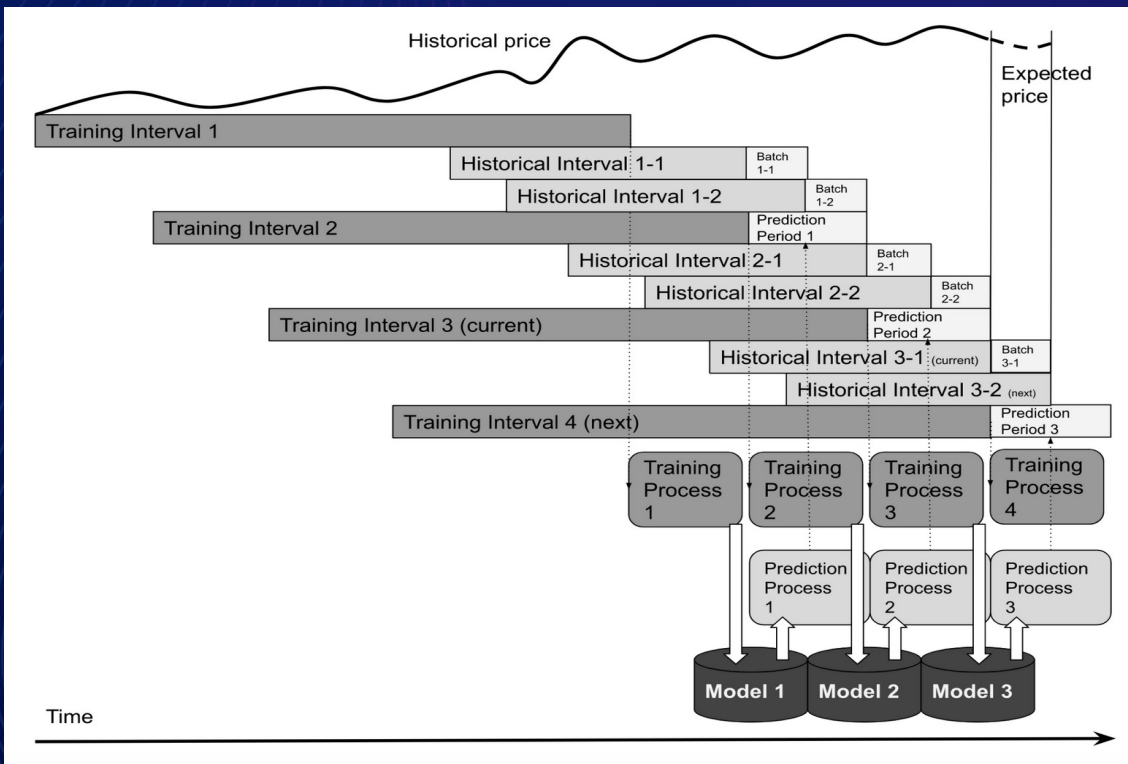 Historical price
Expected
price
Training Interval 1
Historical Interval 1-1
Batch
1-1
Historical Interval 1-2
Batch
1-2
Training Interval 2
Prediction
Period 1
Historical Interval 2-1
Batch
2-1
Historical Interval 2-2
Batch
2-2
Training Interval 3 (current)
Prediction
Period 2
Historical Interval 3-1 (current)
Batch
3-1
Historical Interval 3-2 (next)
Training Interval 4 (next)
Prediction
Period 3
Training
Process
1
Training
Process
2
Training
Process
3
Training
Process
4
Prediction
Process
1
Prediction
Process
2
Prediction
Process
3
Model 1
Model 2
Model 3
Time